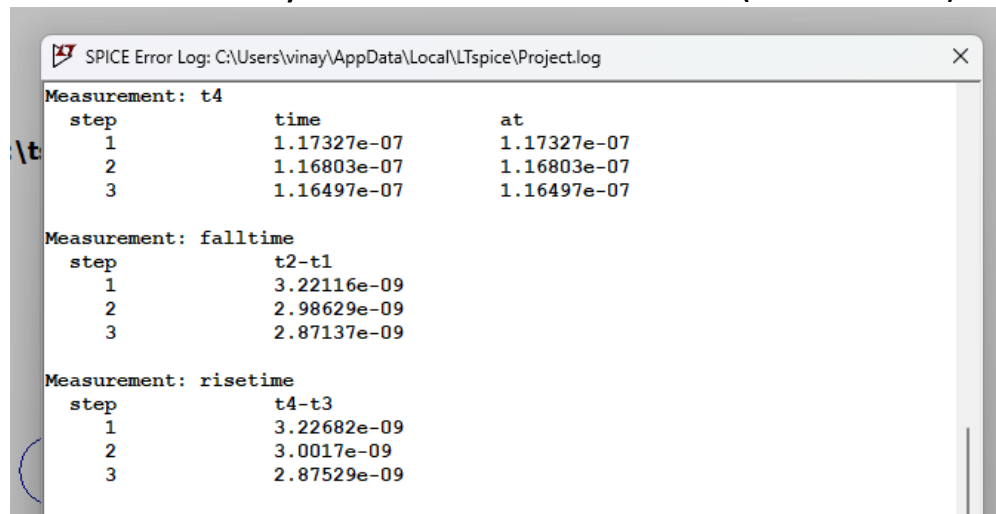 SPICE Error Log: C:\Users\vinay\AppData\Local\LTspice\Project.log
Measurement: t4
step time at
1 1.17327e-07 1.17327e-07
2 1.16803e-07 1.16803e-07
3 1.16497e-07 1.16497e-07
Measurement: falltime
step t2-t1
1 3.22116e-09
2 2.98629e-09
3 2.87137e-09
Measurement: risetime
step t4-t3
1 3.22682e-09
2 3.0017e-09
3 2.87529e-09